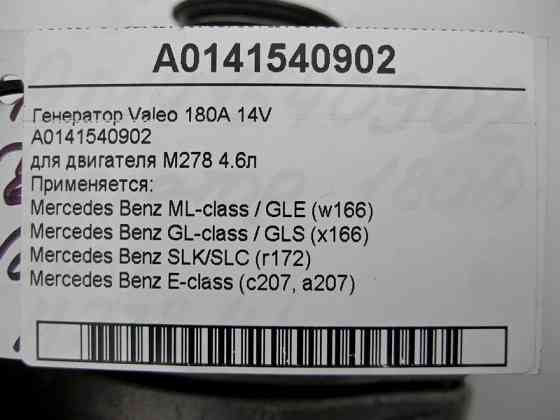 A0141540902
Генератор Valeo 180A 14V
A0141540902
для двигателя M278 4.6л
Применяется:
Mercedes Benz ML-class / GLE (w166)
Mercedes Benz GL-class / GLS (x166)
Mercedes Benz SLK/SLC (r172)
Mercedes Benz E-class (c207, a207)